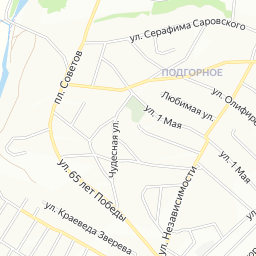 ул. Серафима Саровского
пл. Советов
ПОДГОРНОЕ
Любимая ул.
ул. Олифира
ул. 1 Мая
Чудесная ул.
ул. 1 Мая
ул. Независимости
ул. 65 лет Победы
ул. Краеведа Зверева